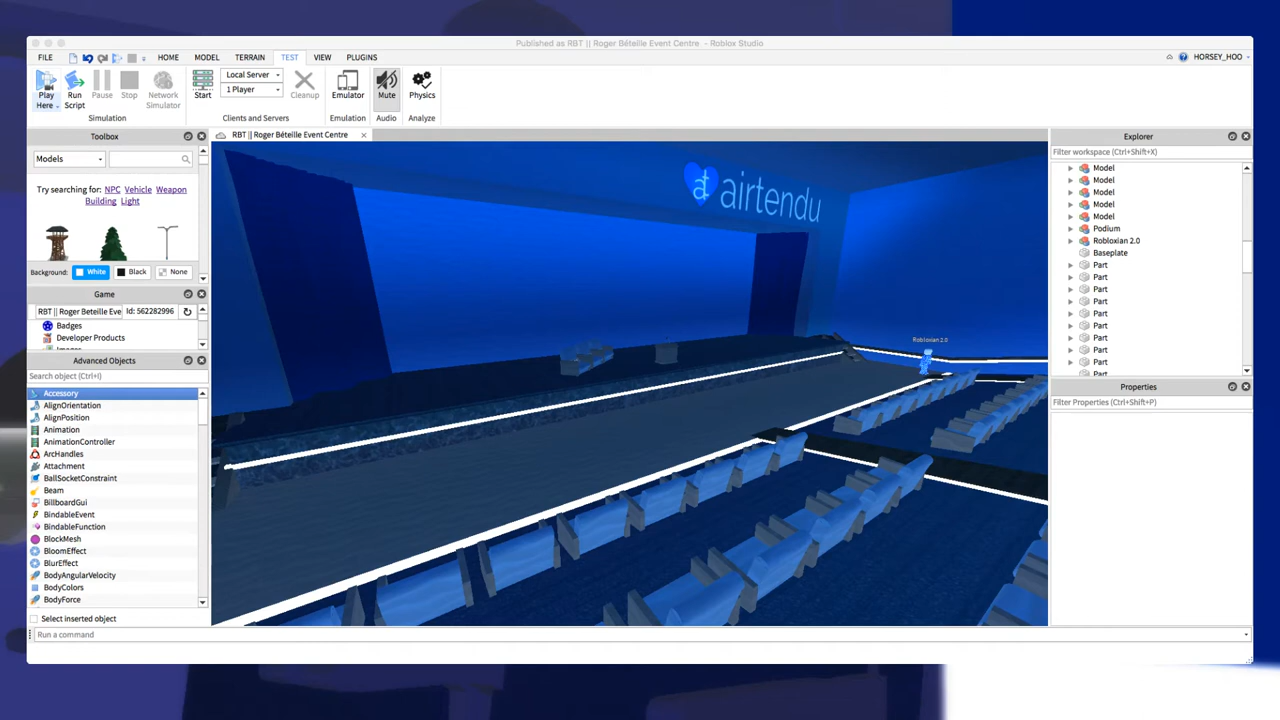 Published as RBT || Roger Béteille Event Centre - Roblox Studio
FILE HOME MODEL TERRAIN TEST VIEW PLUGINS HORSEY_HOO
Play Here
Run Script
Pause
Stop
Network Simulator
Simulation
Start
Local Server
1 Player
Cleanup
Clients and Servers
Emulator
Emulation
Mute
Audio
Physics
Analyze
Toolbox
Models
Try searching for: NPC Vehicle Weapon
Building Light
Background: White Black None
Game
RBT || Roger Beteille Eve Id: 562282996
Badges
Developer Products
Advanced Objects
Search object (Ctrl+I)
Accessory
AlignOrientation
AlignPosition
Animation
AnimationController
ArcHandles
Attachment
BallSocketConstraint
Beam
BillboardGui
BindableEvent
BindableFunction
BlockMesh
BloomEffect
BlurEffect
BodyAngularVelocity
BodyColors
BodyForce
Select inserted object
Run a command
RBT || Roger Béteille Event Centre
at airtendu
Robloxian 2.0
Explorer
Filter workspace (Ctrl+Shift+X)
Model
Model
Model
Model
Model
Podium
Robloxian 2.0
Baseplate
Part
Part
Part
Part
Part
Part
Part
Part
Part
Part
Properties
Filter Properties (Ctrl+Shift+P)